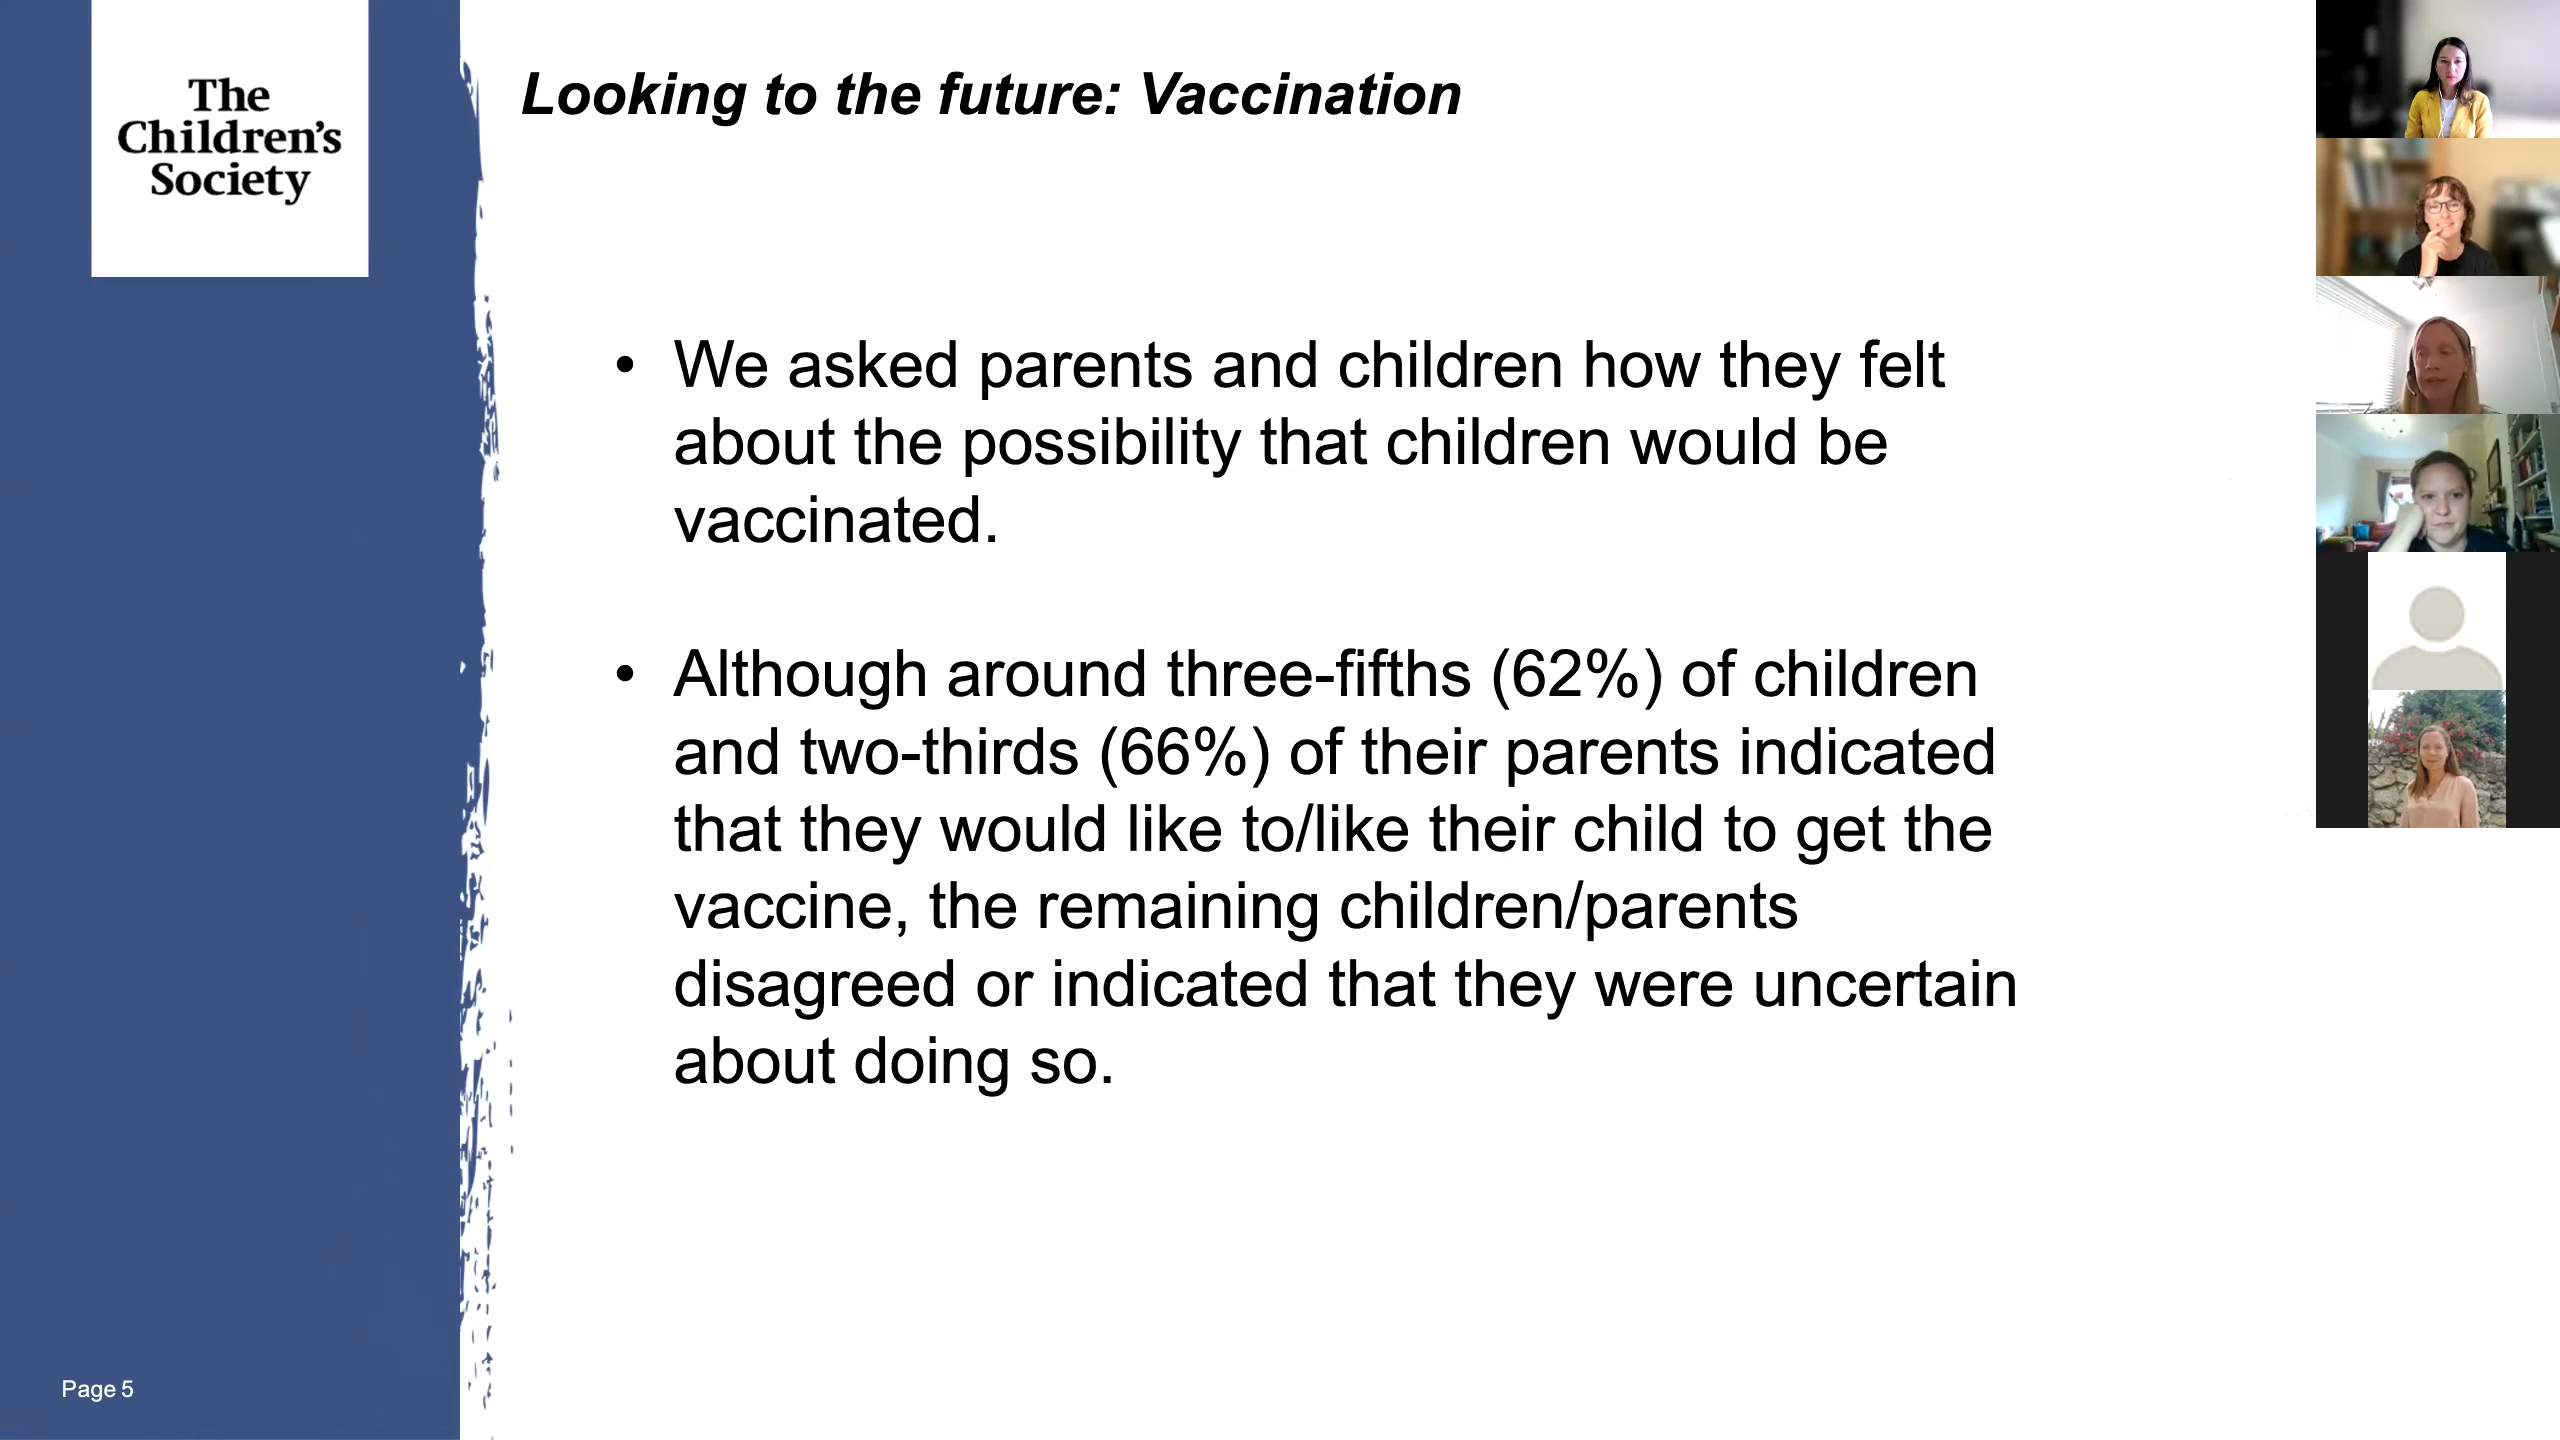 The
Children’s
Society
Looking to the future: Vaccination
• We asked parents and children how they felt
about the possibility that children would be
vaccinated.
• Although around three-fifths (62%) of children
and two-thirds (66%) of their parents indicated
that they would like to/like their child to get the
vaccine, the remaining children/parents
disagreed or indicated that they were uncertain
about doing so.
Page 5